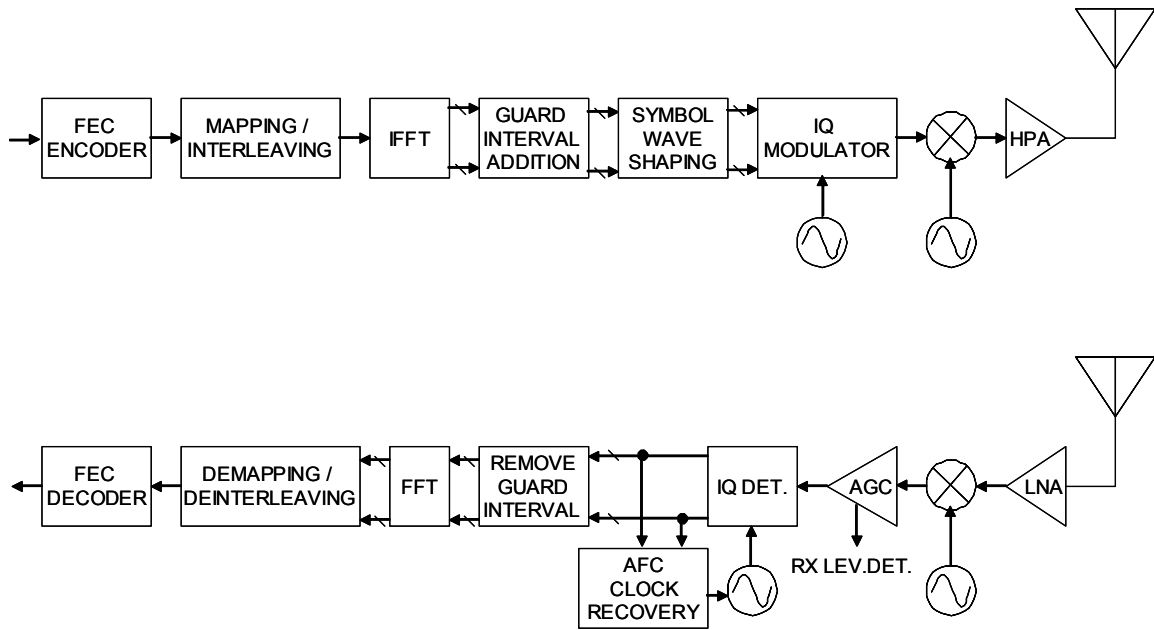 FEC
ENCODER
MAPPING /
INTERLEAVING
IFFT
GUARD
INTERVAL
ADDITION
SYMBOL
WAVE
SHAPING
IQ
MODULATOR
HPA
FEC
DECODER
DEMAPPING /
DEINTERLEAVING
FFT
REMOVE
GUARD
INTERVAL
IQ DET.
AGC
LNA
AFC
CLOCK
RECOVERY
RX LEV.DET.